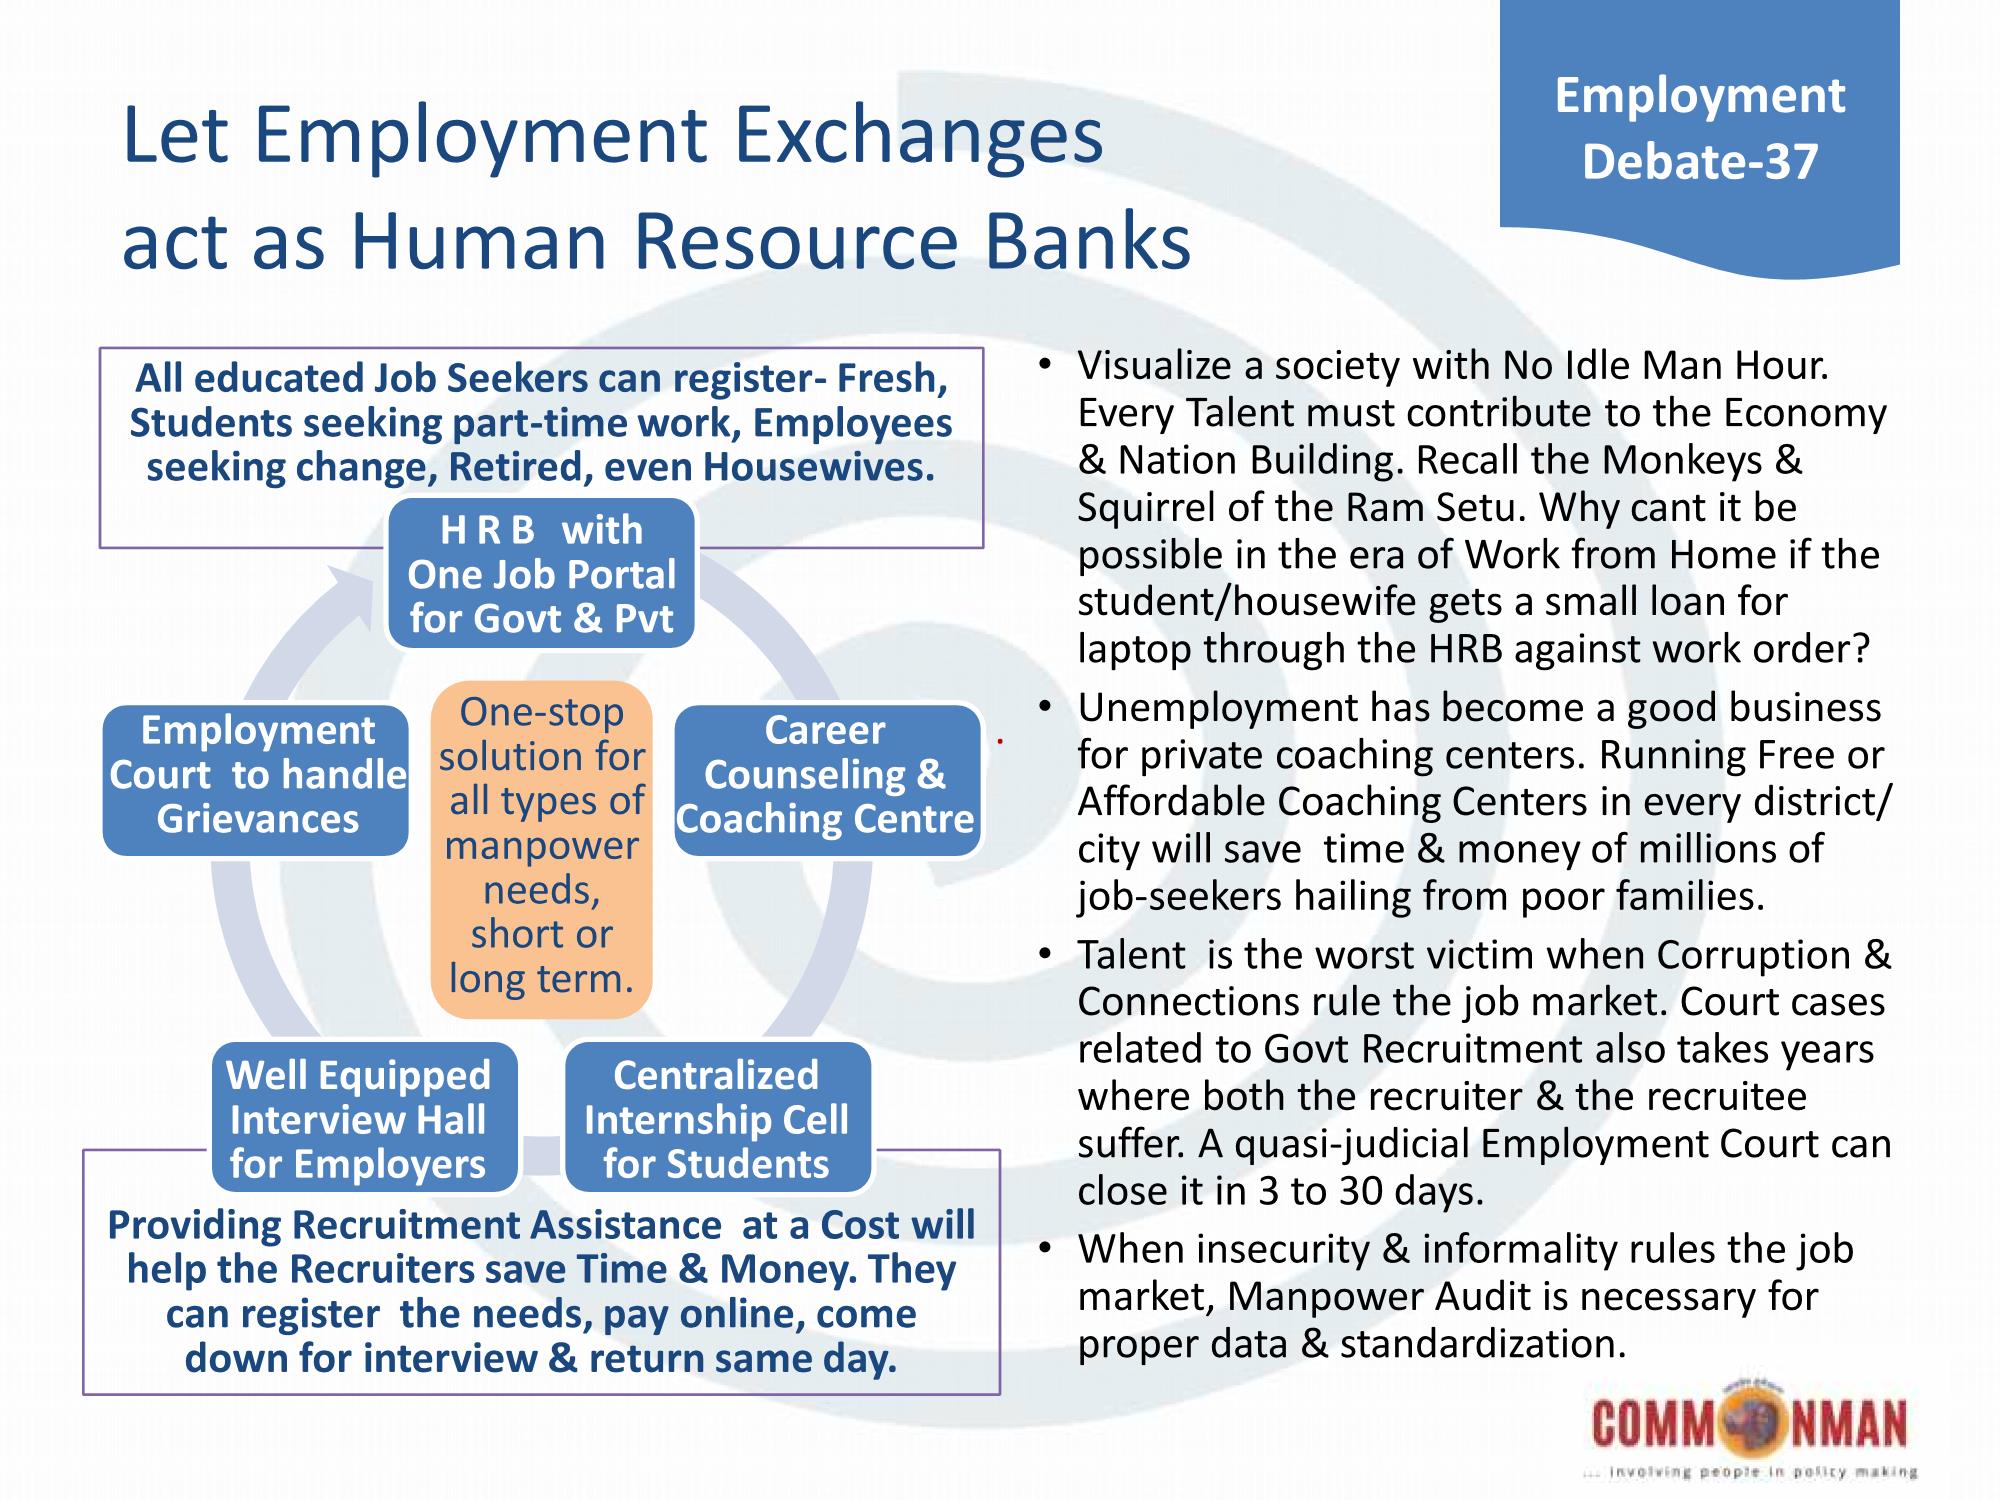 Let Employment Exchanges
act as Human Resource Banks
Employment
Debate-37
All educated Job Seekers can register- Fresh,
Students seeking part-time work, Employees
seeking change, Retired, even Housewives.
H R B with
One Job Portal
for Govt & Pvt
Employment
Court to handle
Grievances
One-stop
solution for
all types of
manpower
needs,
short or
long term.
Career
Counseling &
Coaching Centre
Well Equipped
Interview Hall
for Employers
Centralized
Internship Cell
for Students
Providing Recruitment Assistance at a Cost will
help the Recruiters save Time & Money. They
can register the needs, pay online, come
down for interview & return same day.
• Visualize a society with No Idle Man Hour.
Every Talent must contribute to the Economy
& Nation Building. Recall the Monkeys &
Squirrel of the Ram Setu. Why cant it be
possible in the era of Work from Home if the
student/housewife gets a small loan for
laptop through the HRB against work order?
• Unemployment has become a good business
for private coaching centers. Running Free or
Affordable Coaching Centers in every district/
city will save time & money of millions of
job-seekers hailing from poor families.
• Talent is the worst victim when Corruption &
Connections rule the job market. Court cases
related to Govt Recruitment also takes years
where both the recruiter & the recruitee
suffer. A quasi-judicial Employment Court can
close it in 3 to 30 days.
• When insecurity & informality rules the job
market, Manpower Audit is necessary for
proper data & standardization.
COMMONMAN
... involving people in policy making